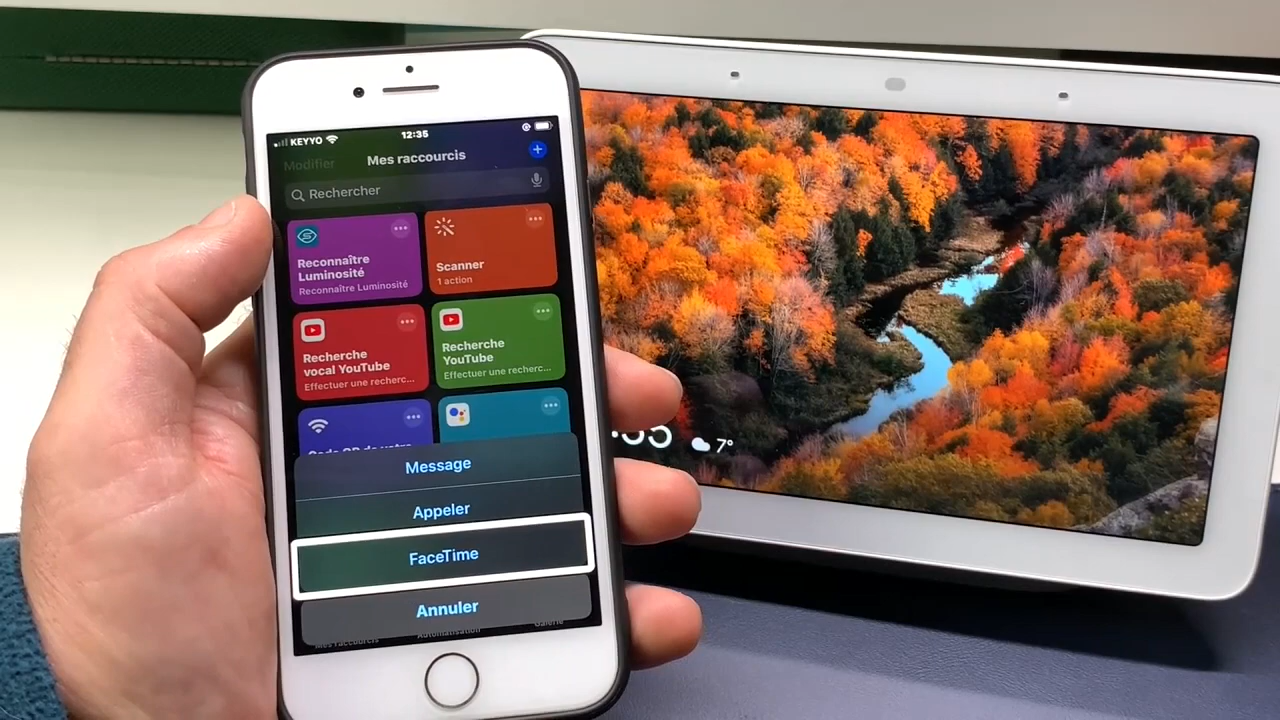 KEYYO
12:35
Modifier
Mes raccourcis
Rechercher
Reconnaître
Luminosité
Reconnaître Luminosité
Scanner
1 action
Recherche
vocal YouTube
Effectuer une recherc...
Recherche
YouTube
Effectuer une recherc...
Message
Appeler
FaceTime
Annuler
Mes raccourcis
Automatisation
Galerie
7°